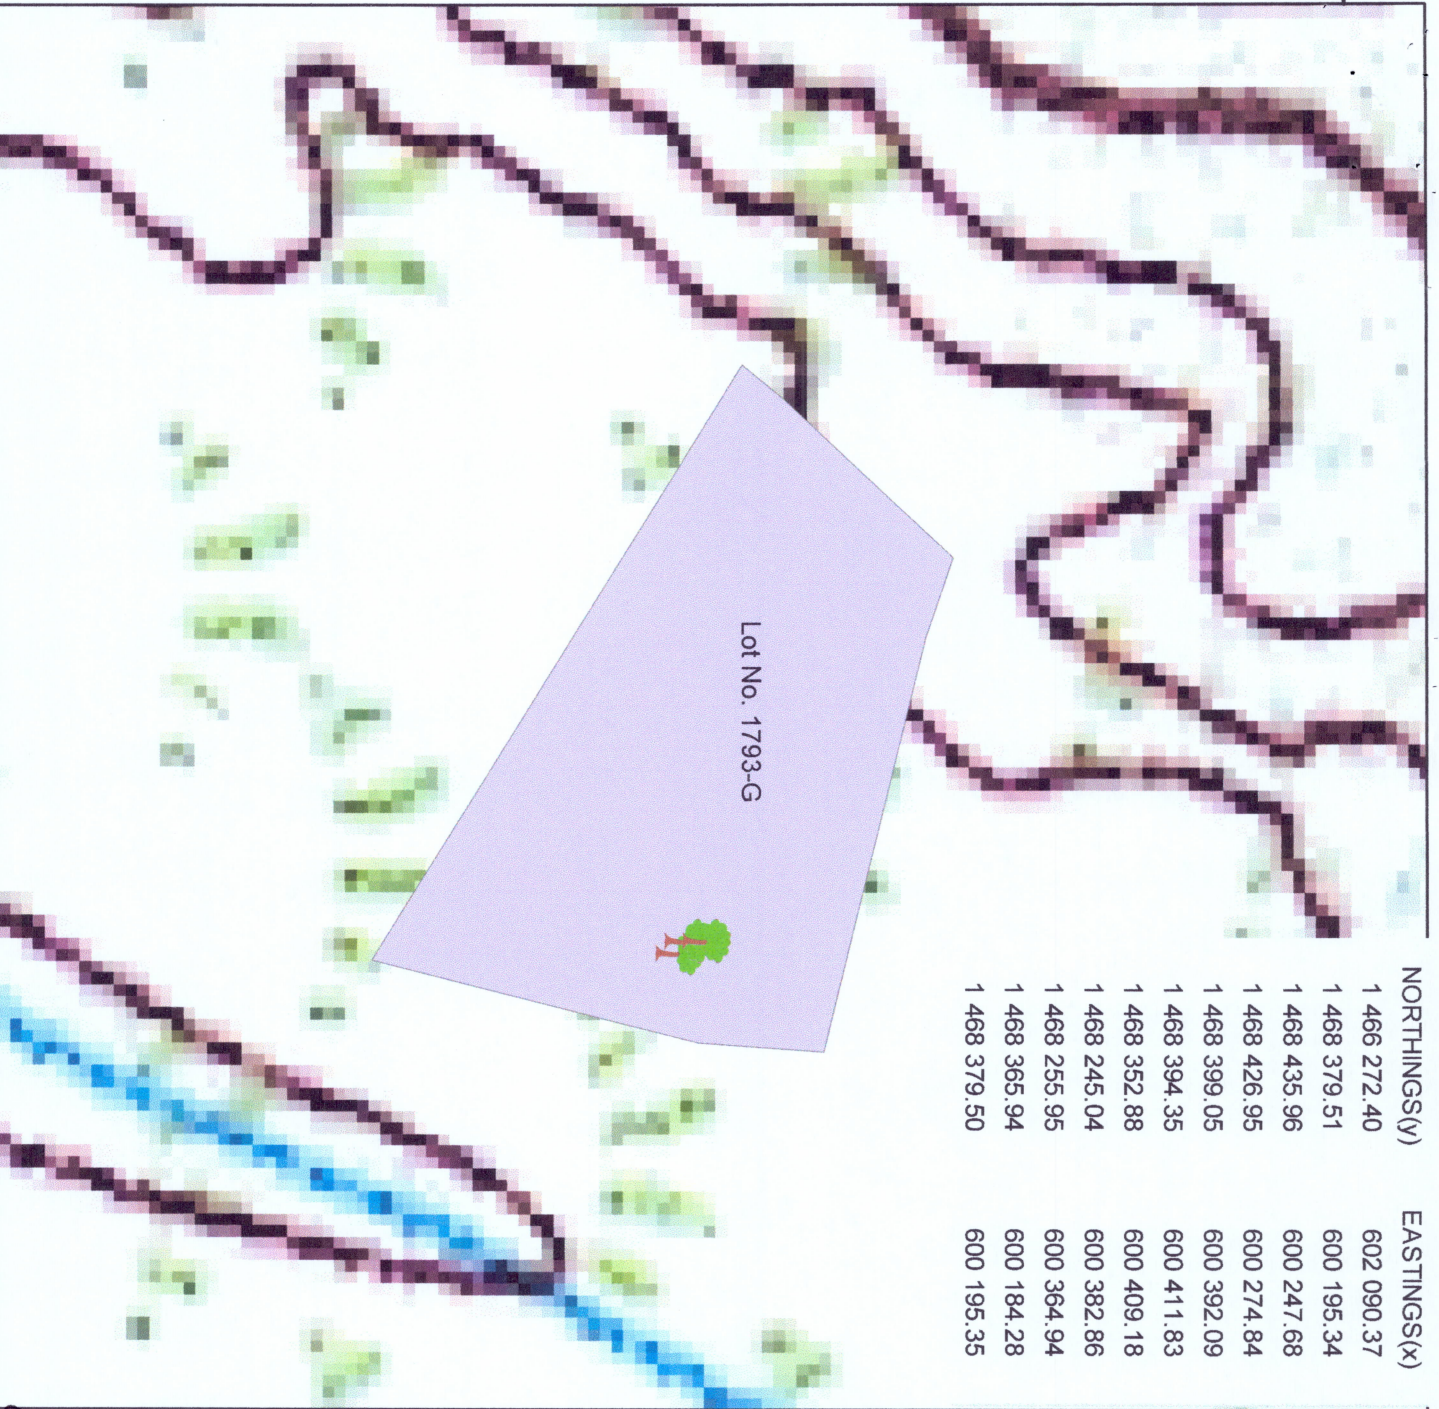 NORTHINGS(y) EASTINGS(x)
1 466 272.40 602 090.37
1 468 379.51 600 195.34
1 468 435.96 600 247.68
1 468 426.95 600 274.84
1 468 399.05 600 392.09
1 468 394.35 600 411.83
1 468 352.88 600 409.18
1 468 245.04 600 382.86
1 468 255.95 600 364.94
1 468 365.94 600 184.28
1 468 379.50 600 195.35
Lot No. 1793-G